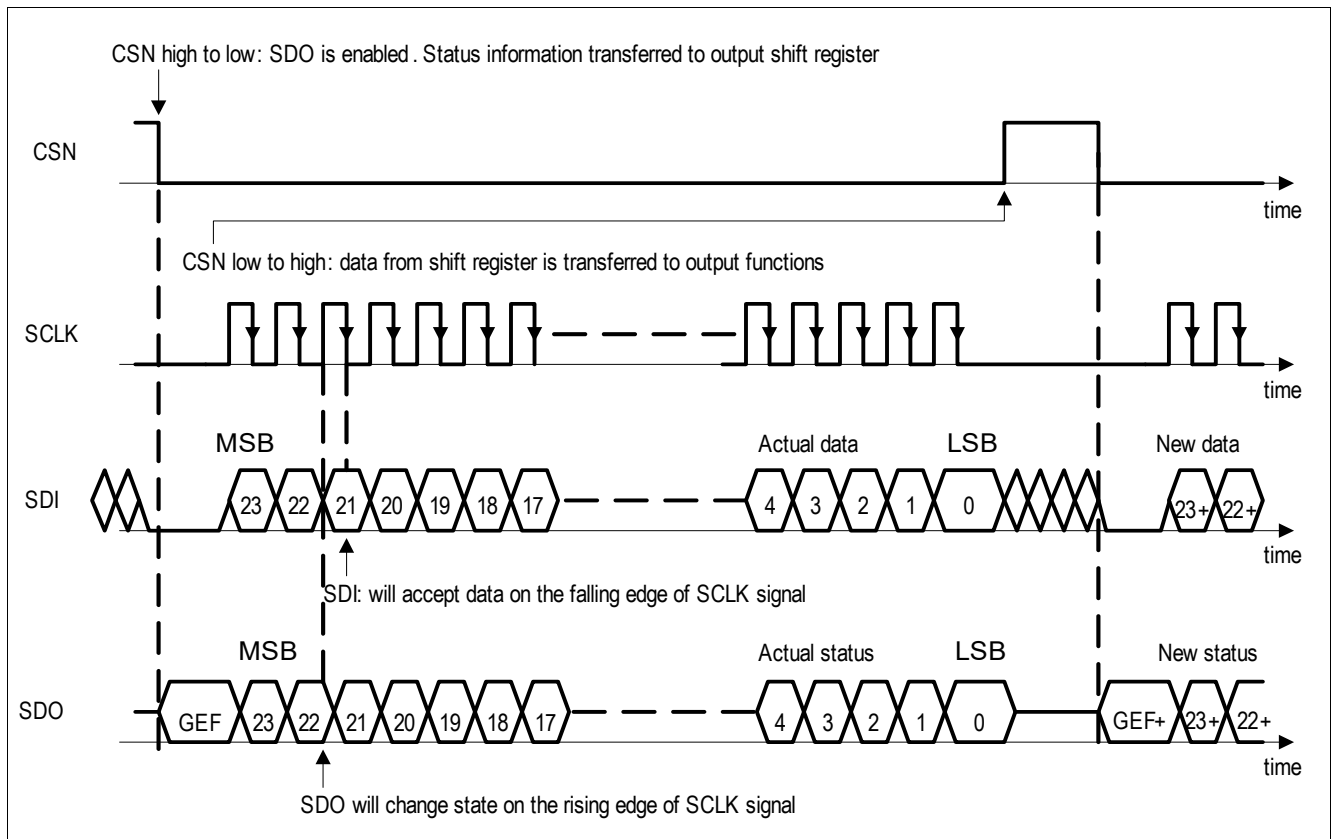 CSN high to low: SDO is enabled. Status information transferred to output shift register
CSN
time
CSN low to high: data from shift register is transferred to output functions
SCLK
time
MSB Actual data LSB New data
SDI 23 22 21 20 19 18 17 4 3 2 1 0 23+ 22+
time
SDI: will accept data on the falling edge of SCLK signal
MSB Actual status LSB New status
SDO GEF 23 22 21 20 19 18 17 4 3 2 1 0 GEF+ 23+ 22+
time
SDO will change state on the rising edge of SCLK signal